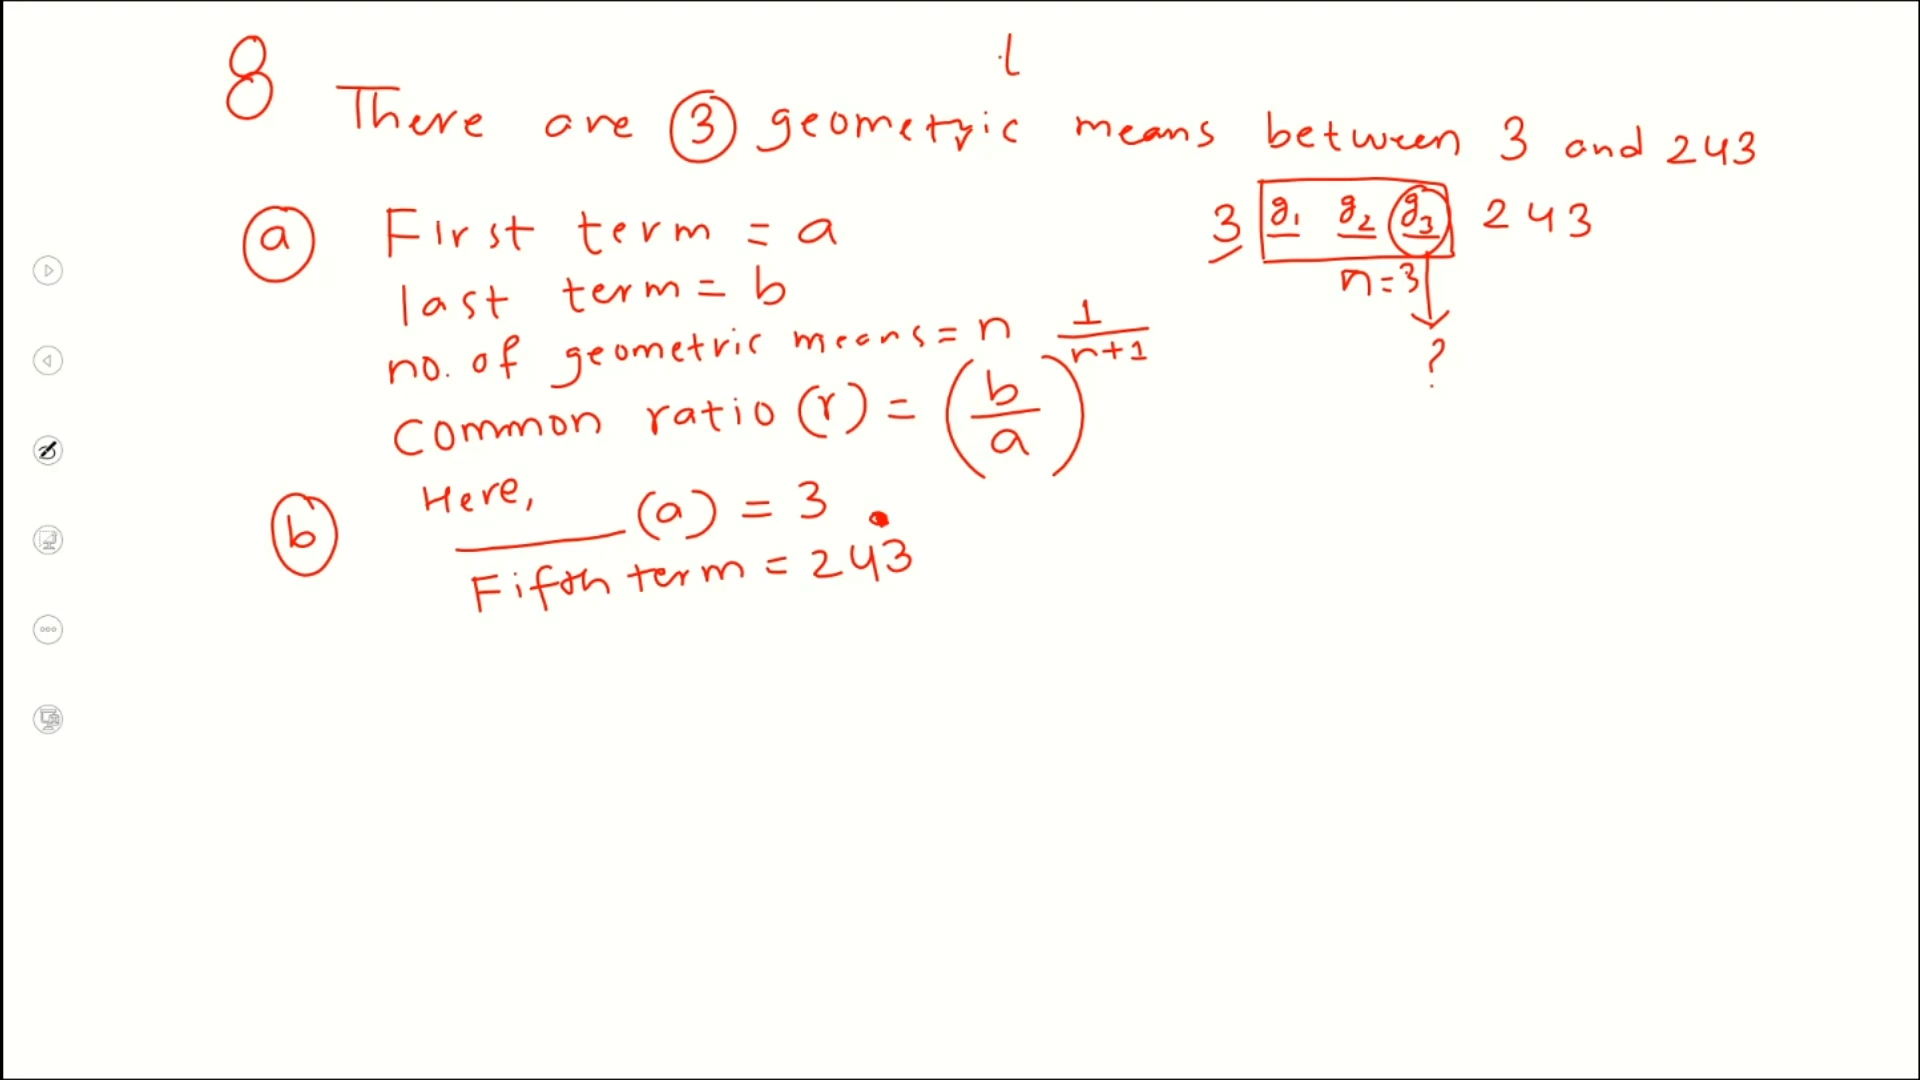 8 There are 3 geometric means between 3 and 243
3 g₁ g₂ g₃ 243
n=3
?
a First term = a
last term = b
no. of geometric means = n
Common ratio (r) = (b/a)^(1/(n+1))
b Here,
____ (a) = 3
Fifth term = 243